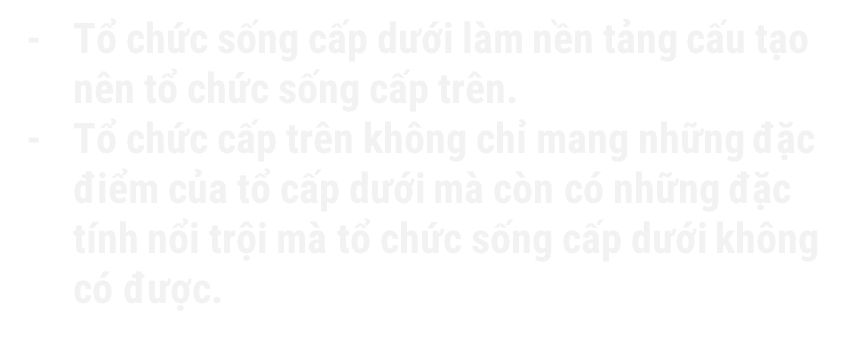 - Tổ chức sống cấp dưới làm nền tảng cấu tạo
nên tổ chức sống cấp trên.
- Tổ chức cấp trên không chỉ mang những đặc
điểm của tổ cấp dưới mà còn có những đặc
tính nổi trội mà tổ chức sống cấp dưới không
có được.